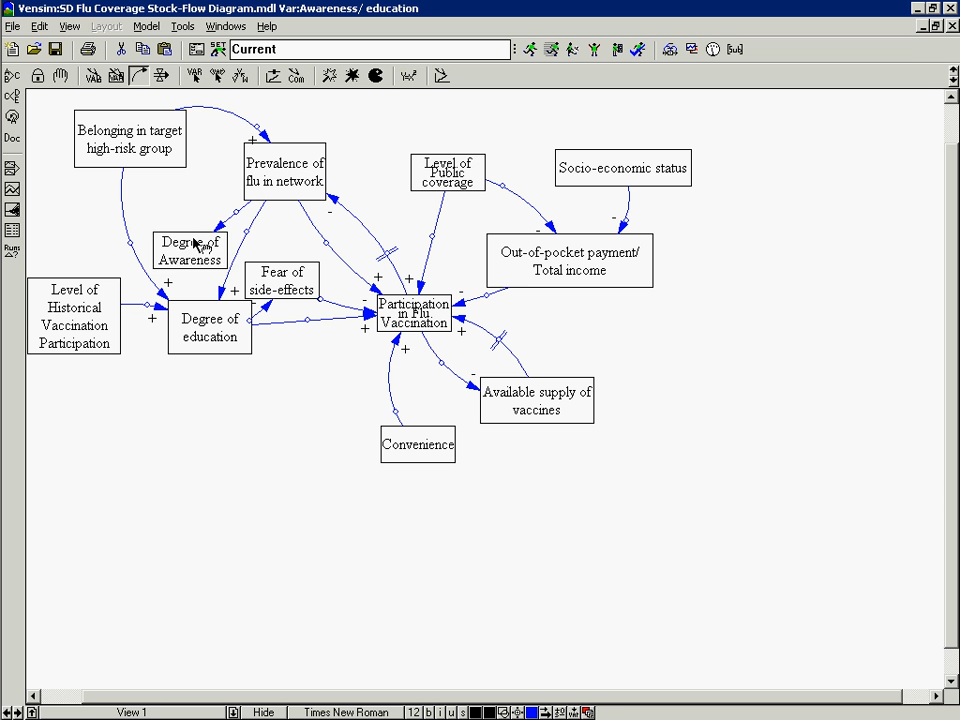 Vensim:SD Flu Coverage Stock-Flow Diagram.mdl Var:Awareness/ education
File Edit View Layout Model Tools Windows Help
SET Current Sub
VAR
Doc
Runs
Belonging in target
high-risk group
Prevalence of
flu in network
Level of
Public
coverage
Socio-economic status
Degree of
Awareness
Out-of-pocket payment/
Total income
Fear of
side-effects
Level of
Historical
Vaccination
Participation
Degree of
education
Participation
in Flu
Vaccination
Available supply of
vaccines
Convenience
View 1 Hide Times New Roman 12 b i u s